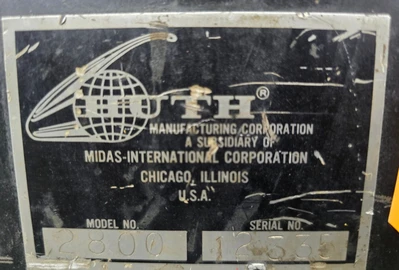 HUTH®
MANUFACTURING CORPORATION
A SUBSIDIARY OF
MIDAS-INTERNATIONAL CORPORATION
CHICAGO, ILLINOIS
U.S.A.
MODEL NO. SERIAL NO.
2800